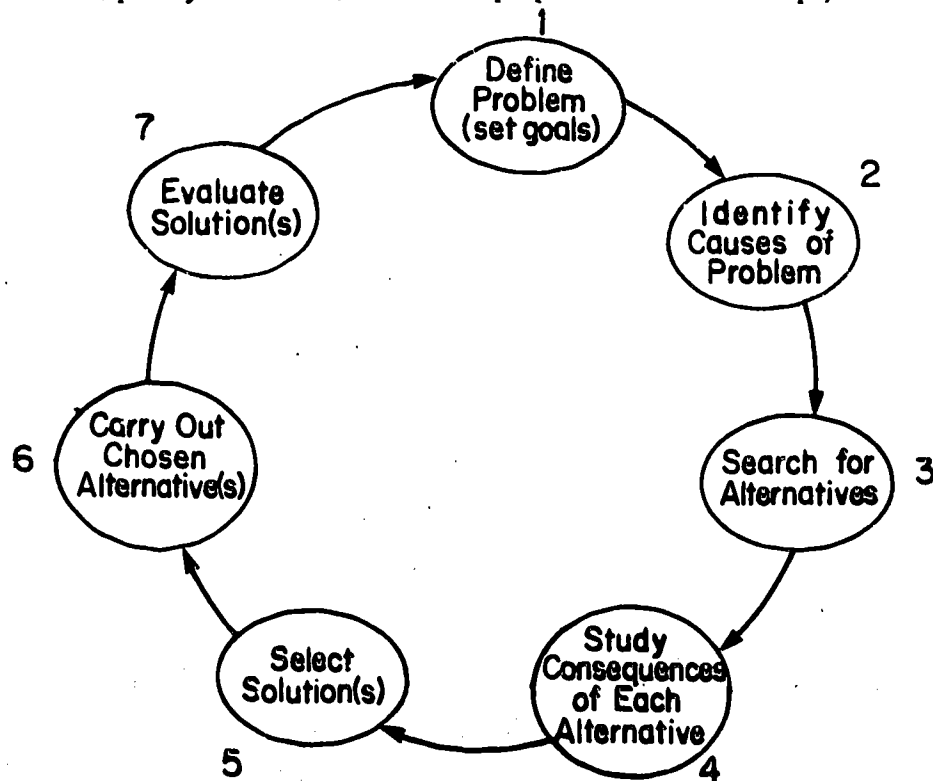 1
Define
Problem
(set goals)
2
Identify
Causes of
Problem
3
Search for
Alternatives
Study
Consequences
of Each
Alternative
4
Select
Solution(s)
5
6
Carry Out
Chosen
Alternative(s)
7
Evaluate
Solution(s)